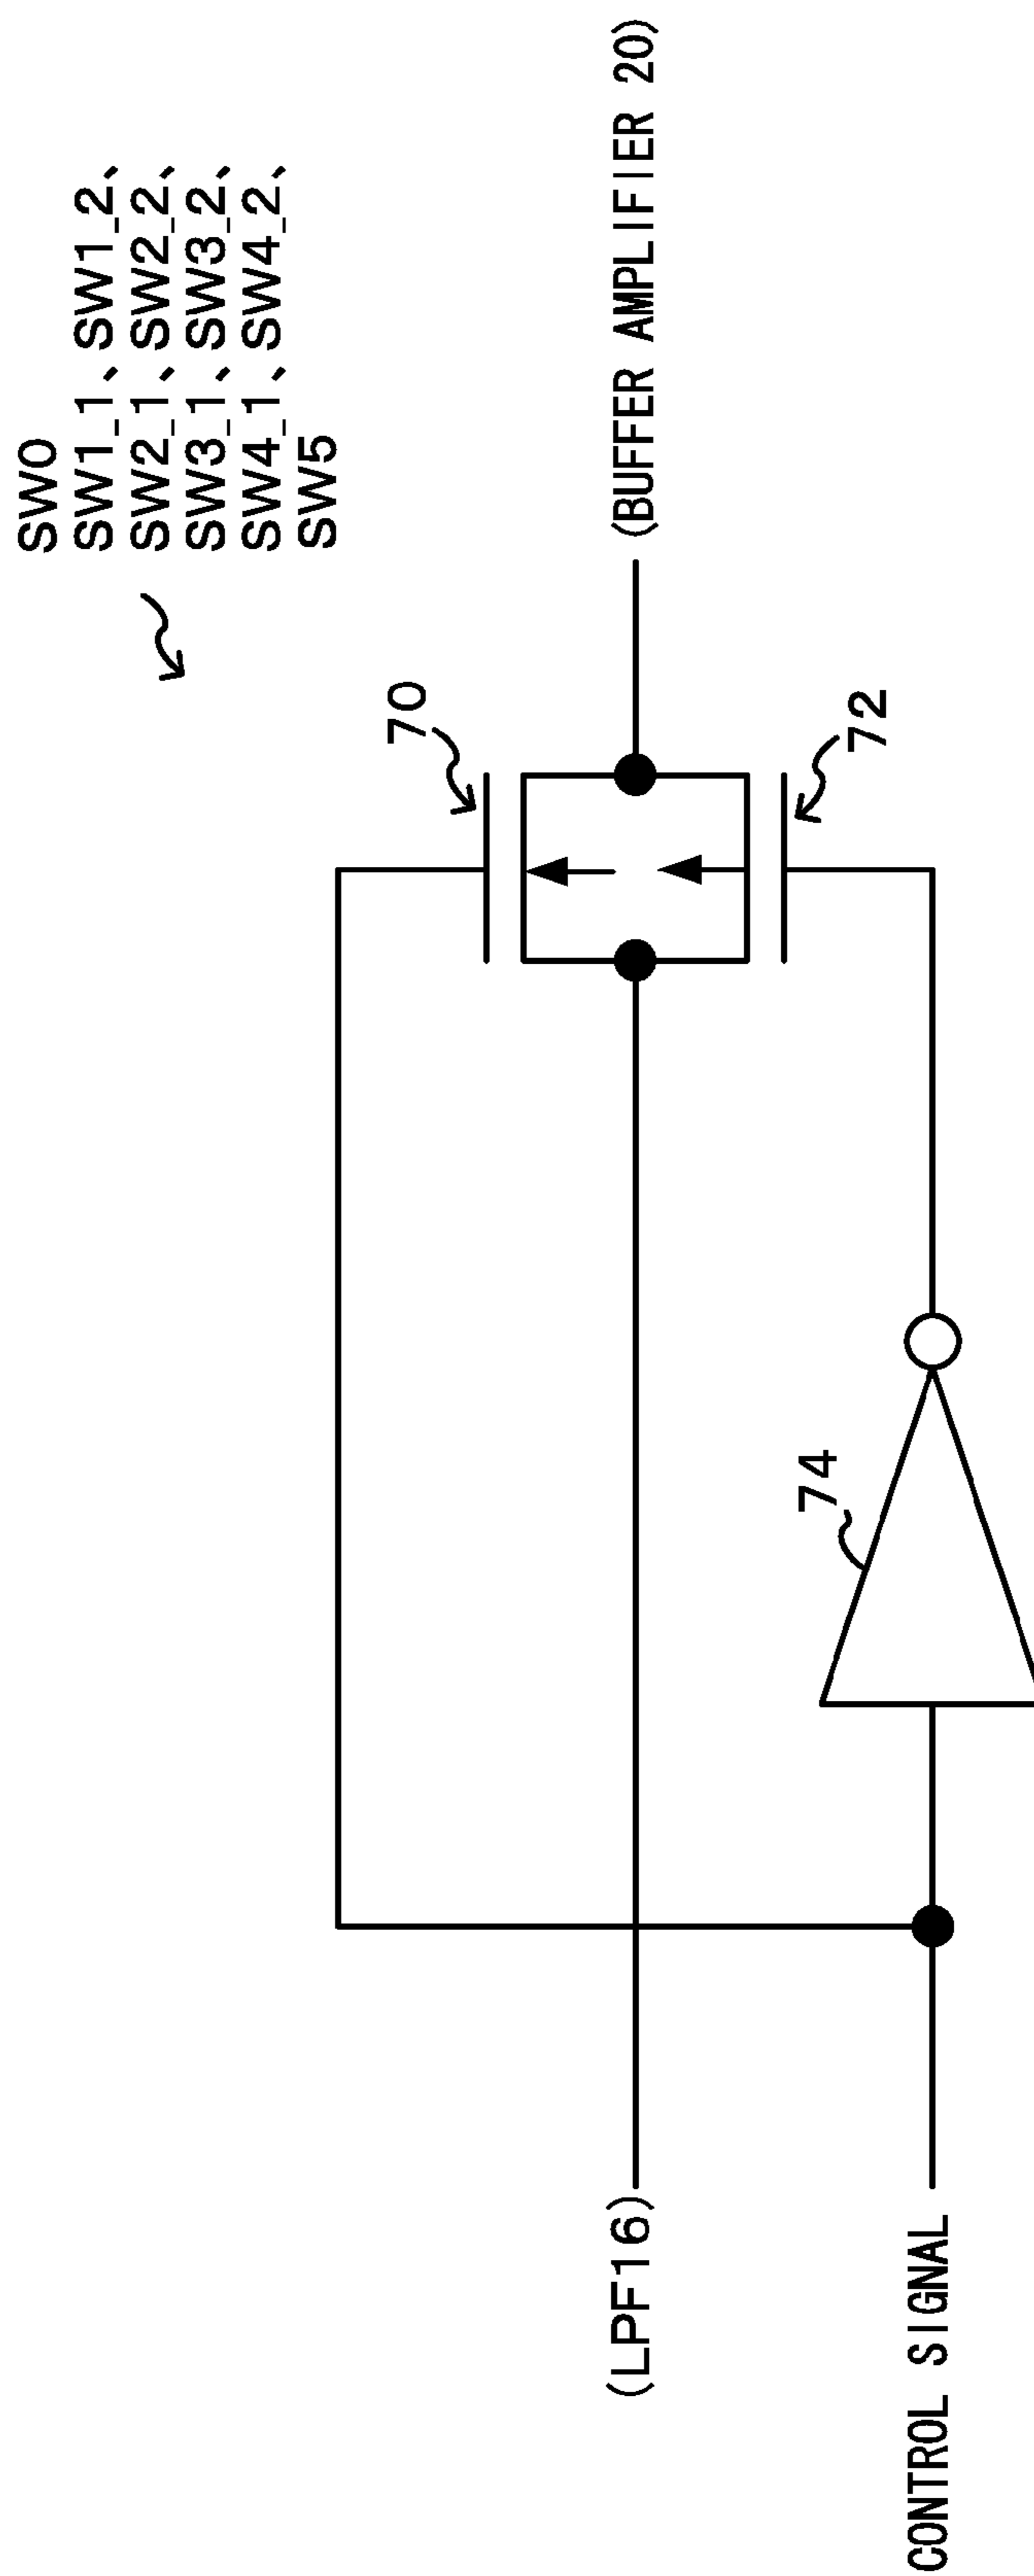 SW0
SW1_1、SW1_2、
SW2_1、SW2_2、
SW3_1、SW3_2、
SW4_1、SW4_2、
SW5
70
(LPF16)
(BUFFER AMPLIFIER 20)
72
74
CONTROL SIGNAL